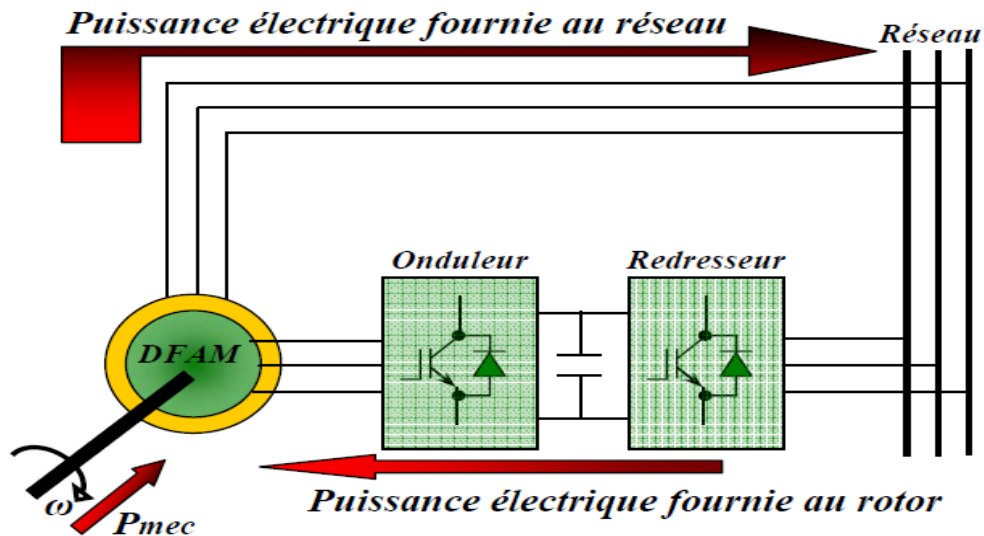 Puissance électrique fournie au réseau
Réseau
Onduleur
Redresseur
DFAM
ω
Pmec
Puissance électrique fournie au rotor